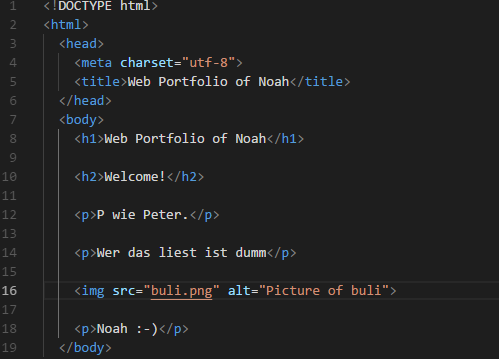 1 <!DOCTYPE html>
2 <html>
3 <head>
4 <meta charset="utf-8">
5 <title>Web Portfolio of Noah</title>
6 </head>
7 <body>
8 <h1>Web Portfolio of Noah</h1>
9
10 <h2>Welcome!</h2>
11
12 <p>P wie Peter.</p>
13
14 <p>Wer das liest ist dumm</p>
15
16 <img src="buli.png" alt="Picture of buli">
17
18 <p>Noah :-)</p>
19 </body>